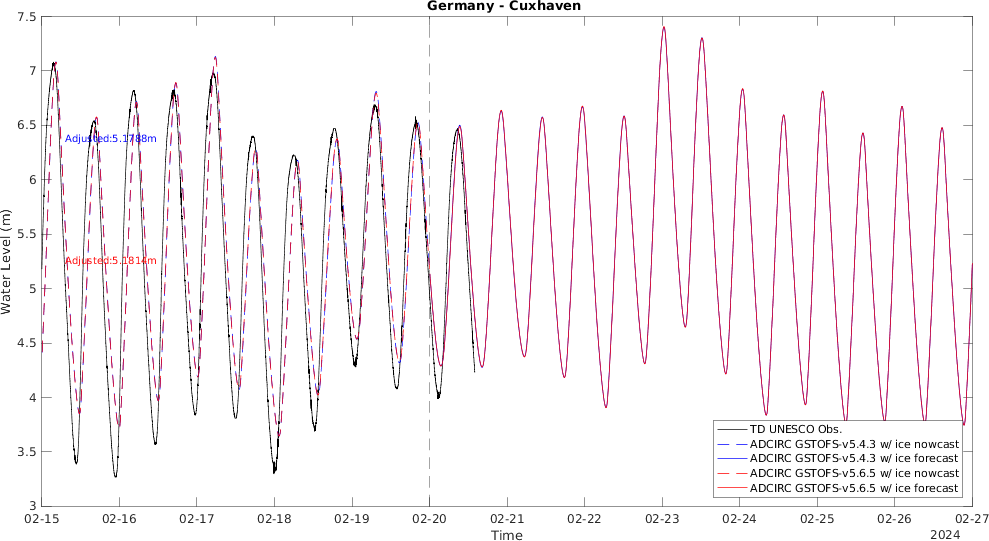 Germany - Cuxhaven
7.5
7
6.5
6
5.5
5
4.5
4
3.5
3
Water Level (m)
Adjusted:5.1788m
Adjusted:5.1814m
TD UNESCO Obs.
ADCIRC GSTOFS-v5.4.3 w/ ice nowcast
ADCIRC GSTOFS-v5.4.3 w/ ice forecast
ADCIRC GSTOFS-v5.6.5 w/ ice nowcast
ADCIRC GSTOFS-v5.6.5 w/ ice forecast
02-15 02-16 02-17 02-18 02-19 02-20 02-21 02-22 02-23 02-24 02-25 02-26 02-27
Time
2024